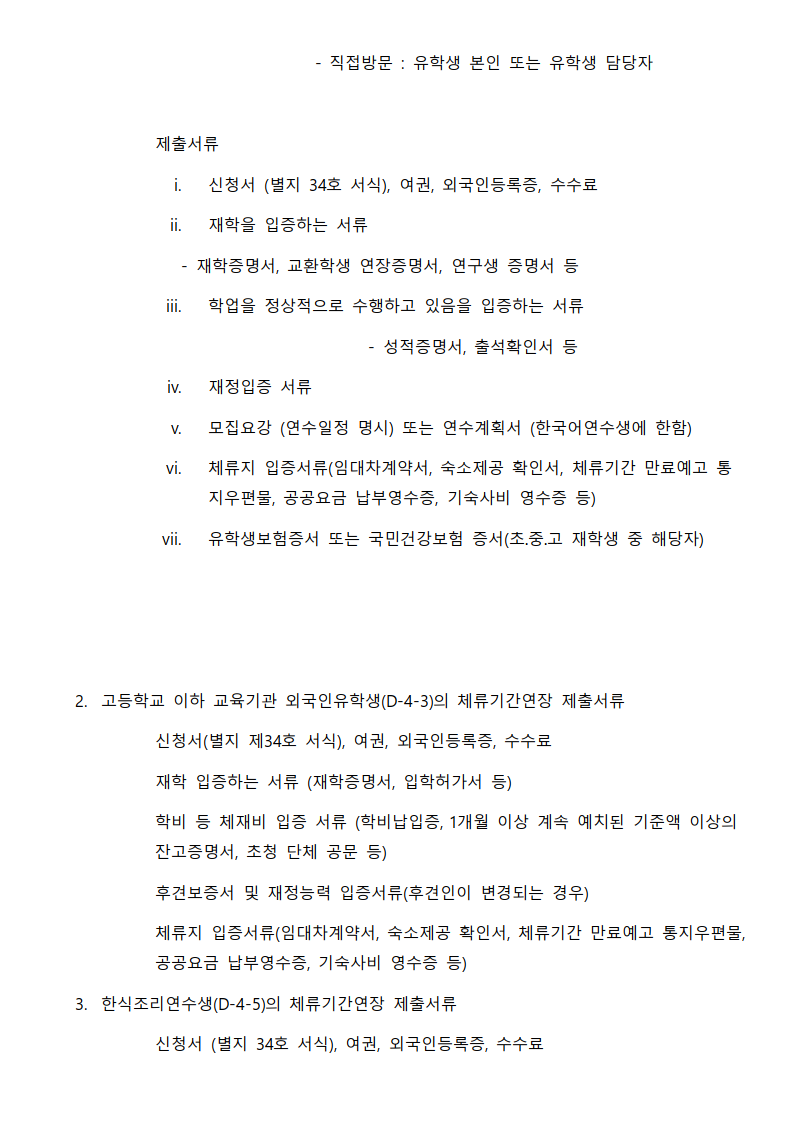 - 직접방문 : 유학생 본인 또는 유학생 담당자
제출서류
i. 신청서 (별지 34호 서식), 여권, 외국인등록증, 수수료
ii. 재학을 입증하는 서류
- 재학증명서, 교환학생 연장증명서, 연구생 증명서 등
iii. 학업을 정상적으로 수행하고 있음을 입증하는 서류
- 성적증명서, 출석확인서 등
iv. 재정입증 서류
v. 모집요강 (연수일정 명시) 또는 연수계획서 (한국어연수생에 한함)
vi. 체류지 입증서류(임대차계약서, 숙소제공 확인서, 체류기간 만료예고 통
지우편물, 공공요금 납부영수증, 기숙사비 영수증 등)
vii. 유학생보험증서 또는 국민건강보험 증서(초.중.고 재학생 중 해당자)
2. 고등학교 이하 교육기관 외국인유학생(D-4-3)의 체류기간연장 제출서류
신청서(별지 제34호 서식), 여권, 외국인등록증, 수수료
재학 입증하는 서류 (재학증명서, 입학허가서 등)
학비 등 체재비 입증 서류 (학비납입증, 1개월 이상 계속 예치된 기준액 이상의
잔고증명서, 초청 단체 공문 등)
후견보증서 및 재정능력 입증서류(후견인이 변경되는 경우)
체류지 입증서류(임대차계약서, 숙소제공 확인서, 체류기간 만료예고 통지우편물,
공공요금 납부영수증, 기숙사비 영수증 등)
3. 한식조리연수생(D-4-5)의 체류기간연장 제출서류
신청서 (별지 34호 서식), 여권, 외국인등록증, 수수료